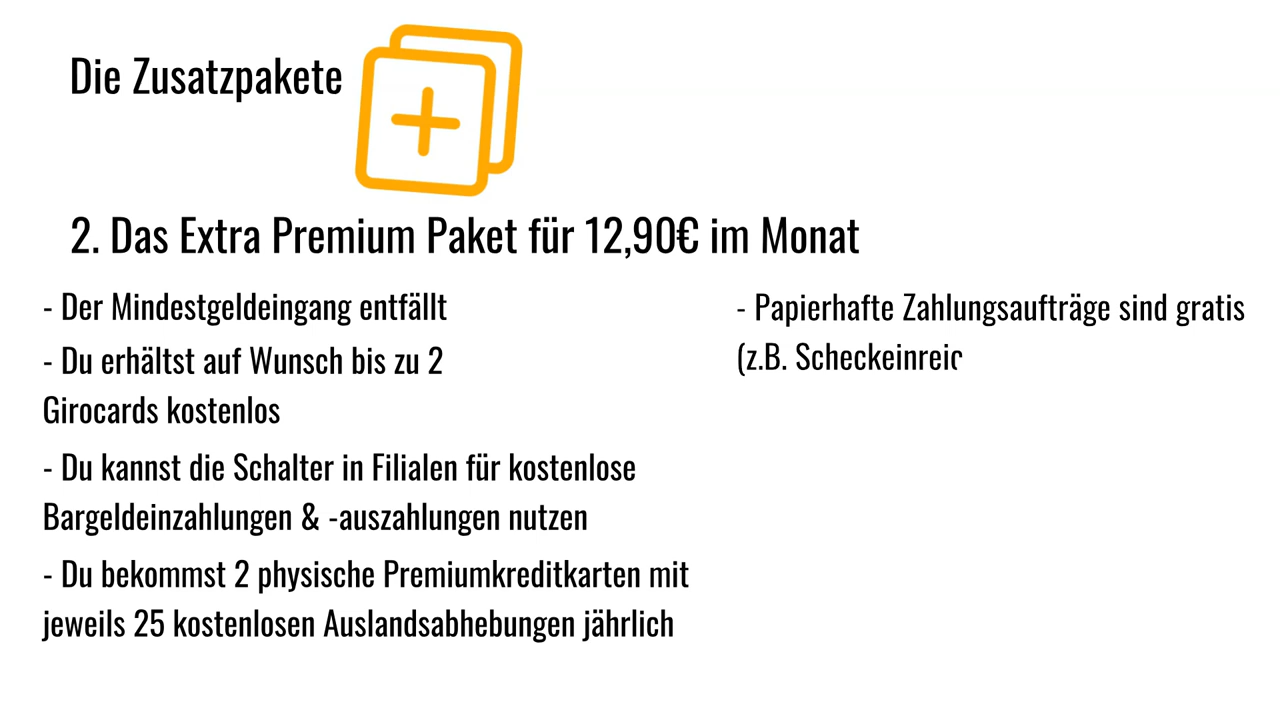 Die Zusatzpakete
2. Das Extra Premium Paket für 12,90€ im Monat
- Der Mindestgeldeingang entfällt
- Du erhältst auf Wunsch bis zu 2
Girocards kostenlos
- Du kannst die Schalter in Filialen für kostenlose
Bargeldeinzahlungen & -auszahlungen nutzen
- Du bekommst 2 physische Premiumkreditkarten mit
jeweils 25 kostenlosen Auslandsabhebungen jährlich
- Papierhafte Zahlungsaufträge sind gratis
(z.B.